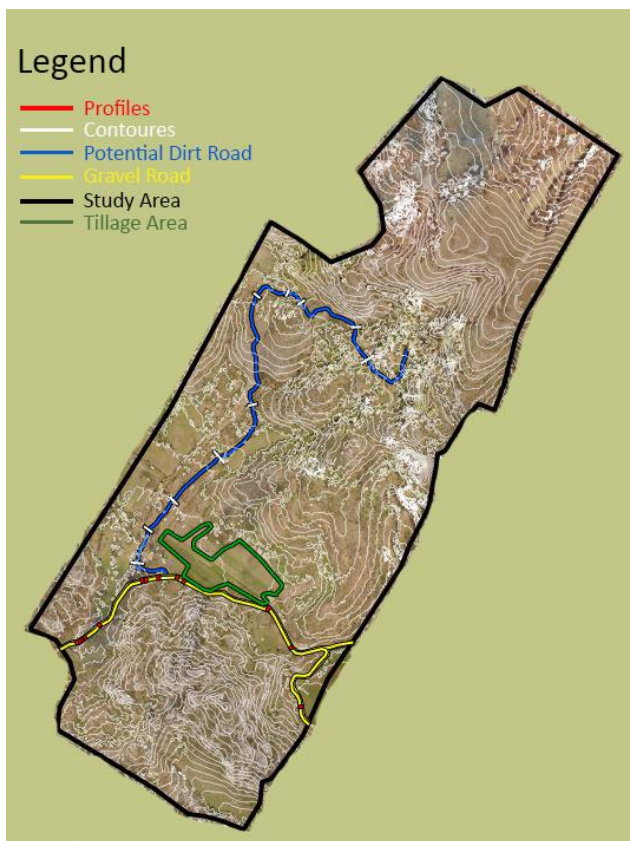 Legend
Profiles
Contoures
Potential Dirt Road
Gravel Road
Study Area
Tillage Area